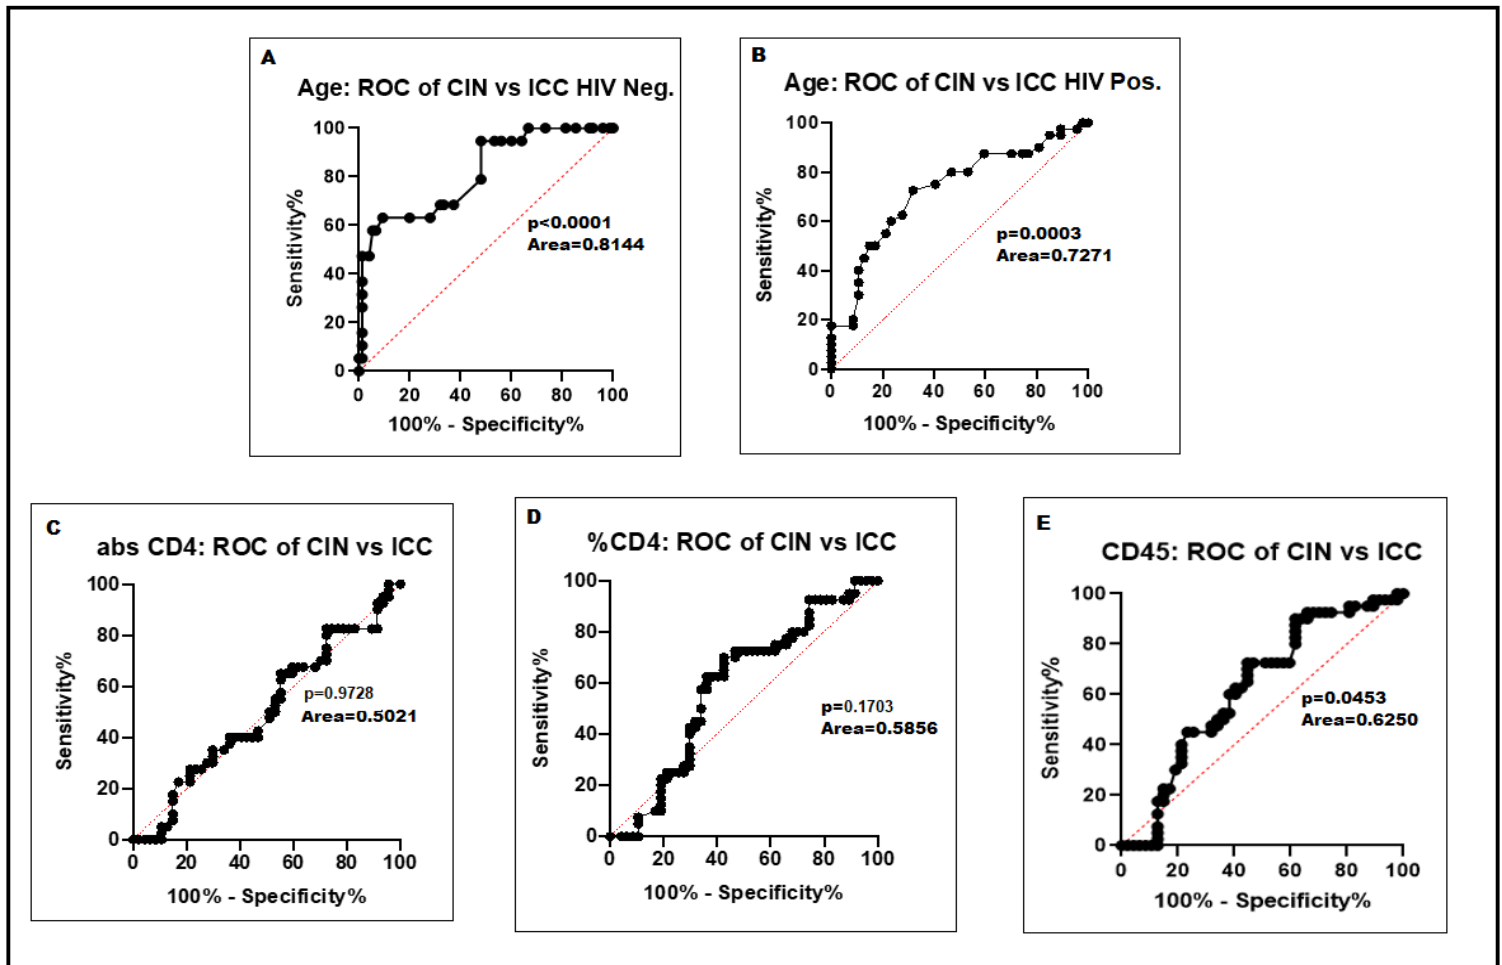 A
Age: ROC of CIN vs ICC HIV Neg.
100
80
60
40
20
0
Sensitivity%
p<0.0001
Area=0.8144
0 20 40 60 80 100
100% - Specificity%
B
Age: ROC of CIN vs ICC HIV Pos.
100
80
60
40
20
0
Sensitivity%
p=0.0003
Area=0.7271
0 20 40 60 80 100
100% - Specificity%
C
abs CD4: ROC of CIN vs ICC
100
80
60
40
20
0
Sensitivity%
p=0.9728
Area=0.5021
0 20 40 60 80 100
100% - Specificity%
D
%CD4: ROC of CIN vs ICC
100
80
60
40
20
0
Sensitivity%
p=0.1703
Area=0.5856
0 20 40 60 80 100
100% - Specificity%
E
CD45: ROC of CIN vs ICC
100
80
60
40
20
0
Sensitivity%
p=0.0453
Area=0.6250
0 20 40 60 80 100
100% - Specificity%